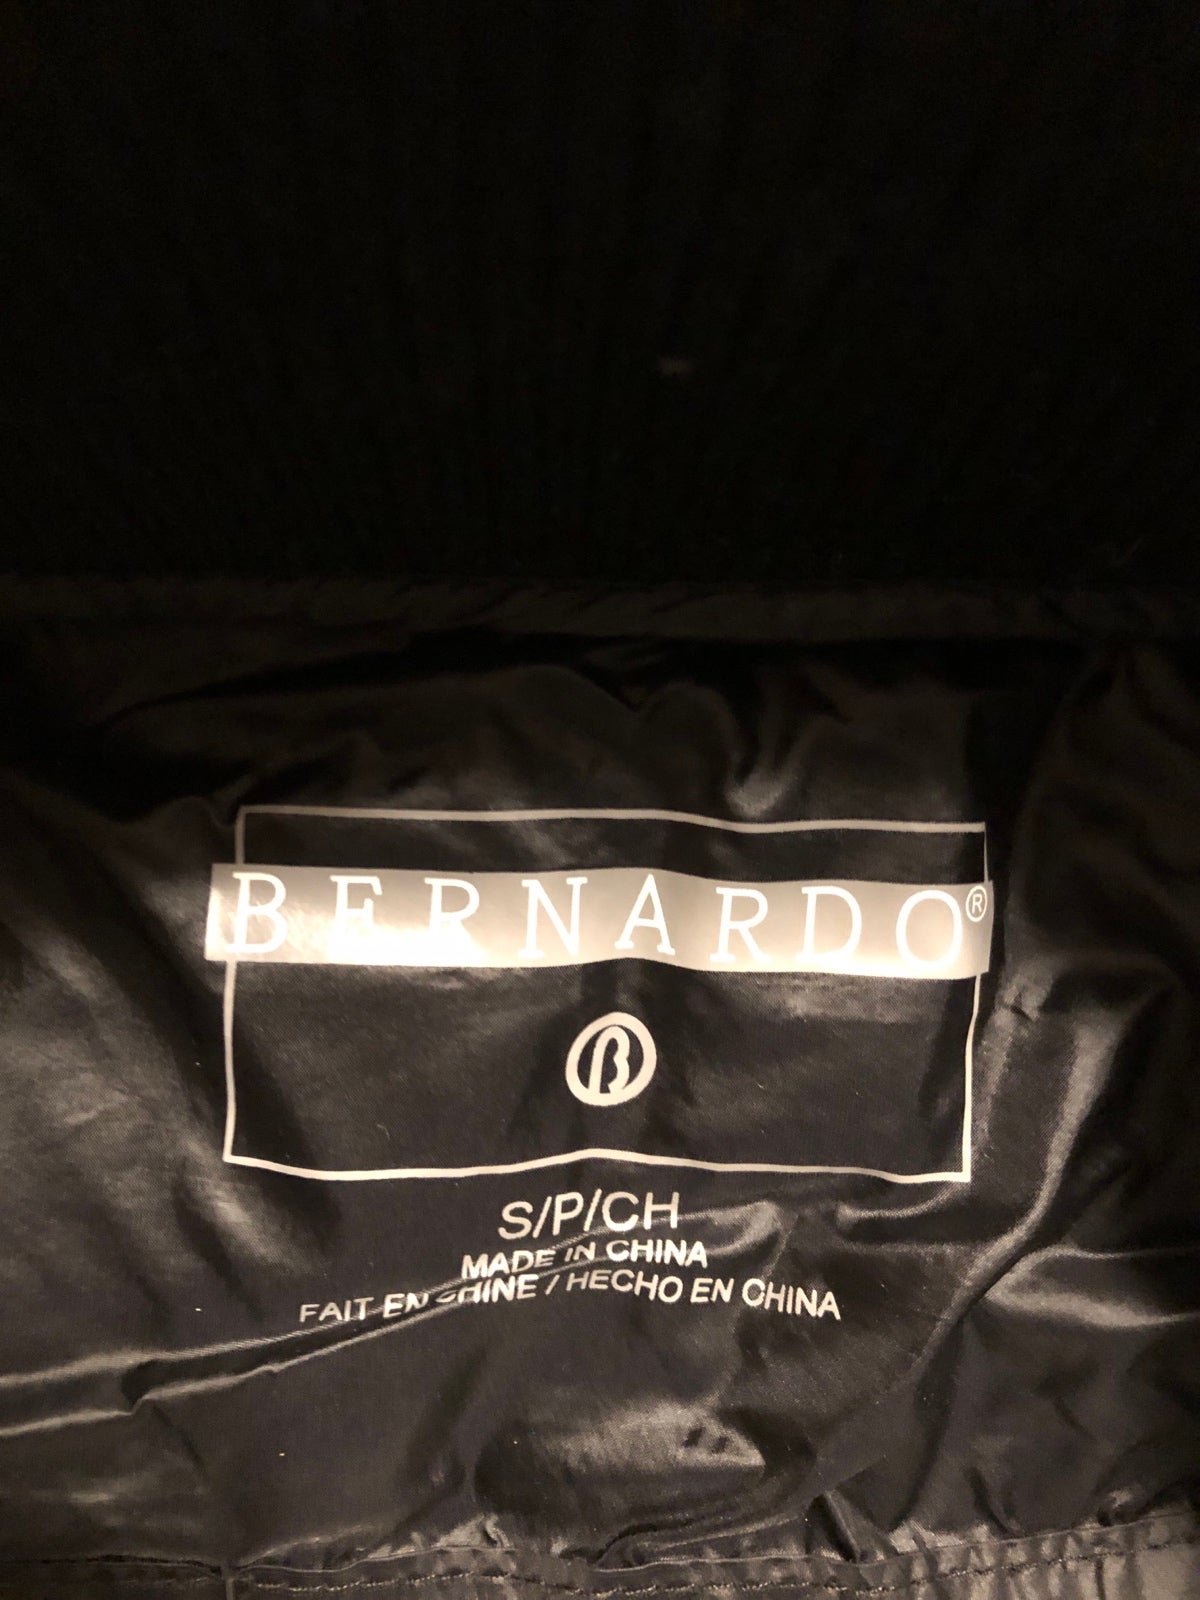 BERNARDO®
B
S/P/CH
MADE IN CHINA
FAIT EN CHINE / HECHO EN CHINA